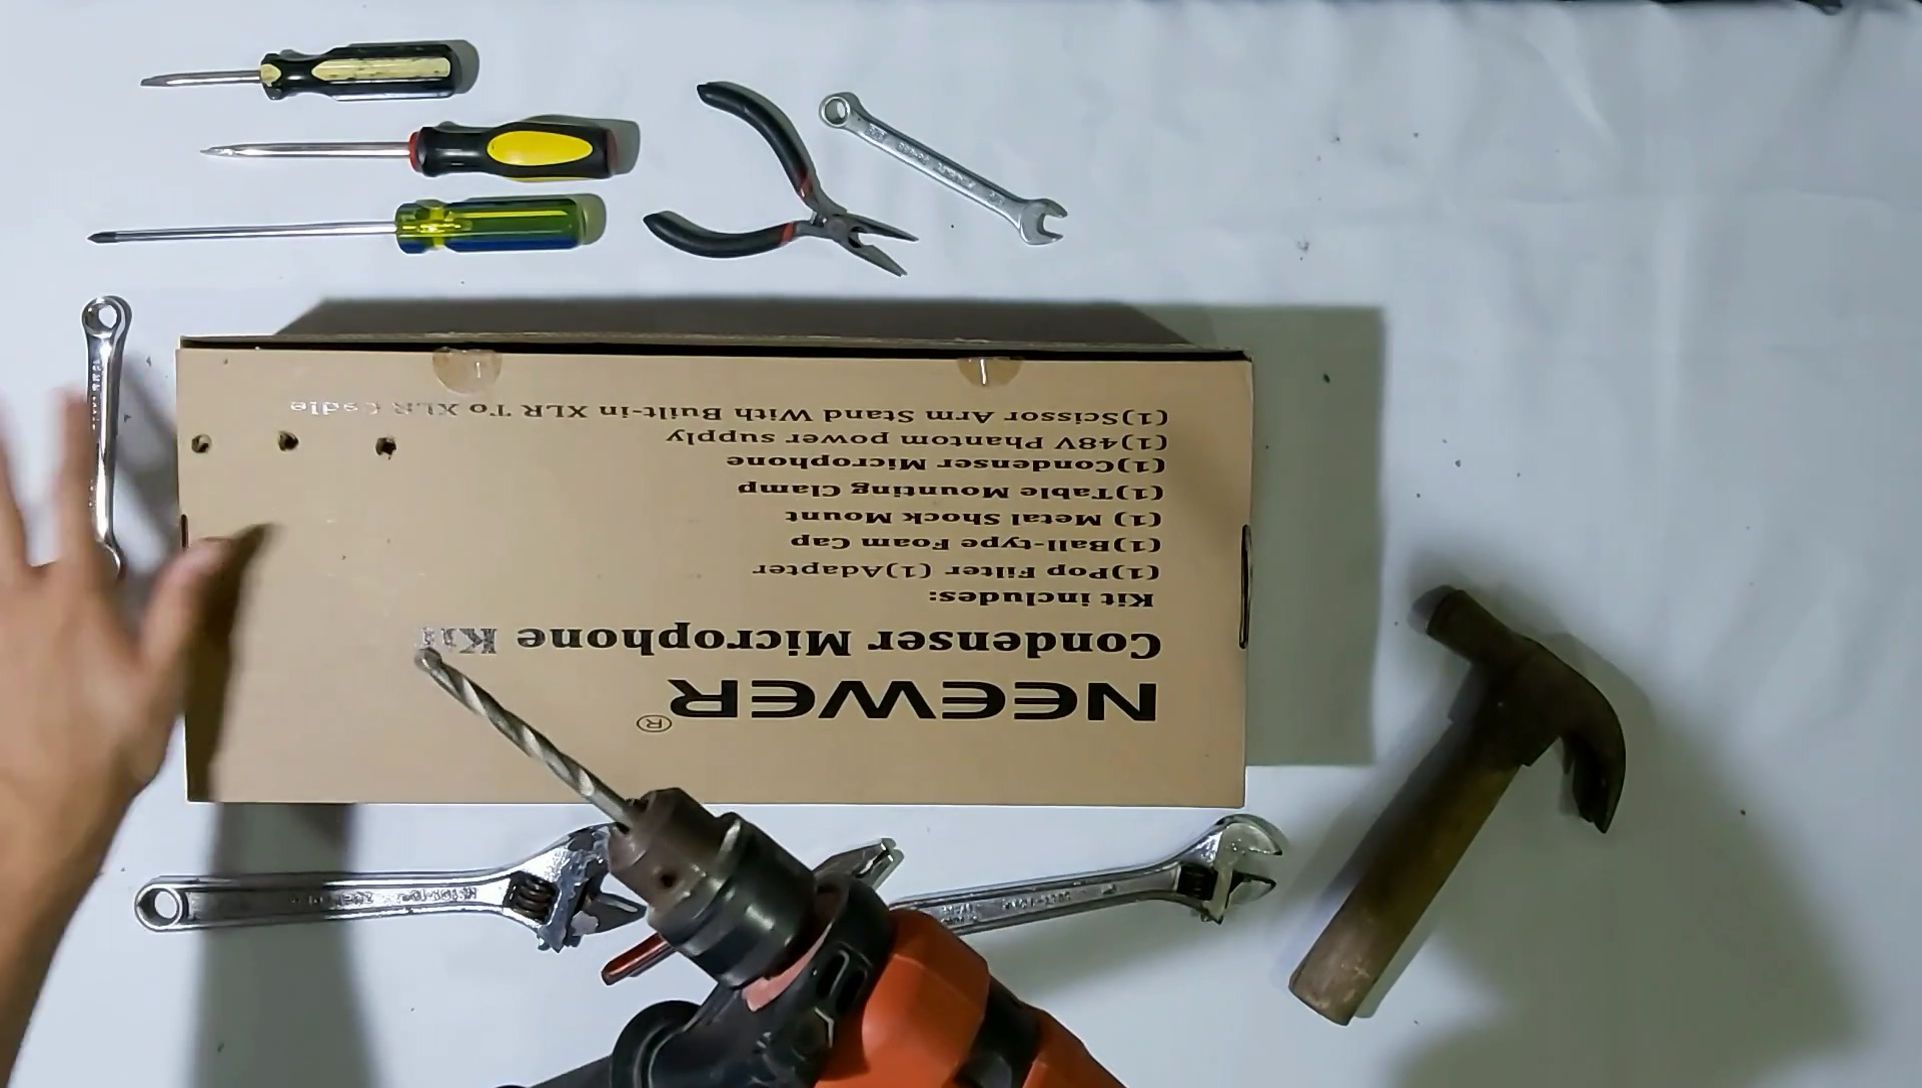 NEEWER®
Condenser Microphone Kit
Kit includes:
(1)Pop Filter (1)Adapter
(1)Ball-type Foam Cap
(1) Metal Shock Mount
(1)Table Mounting Clamp
(1)Condenser Microphone
(1)48V Phantom power supply
(1)Scissor Arm Stand With Built-in XLR To XLR Cable